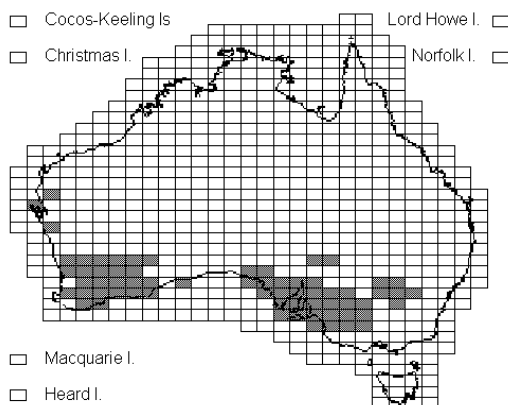 Cocos-Keeling Is
Lord Howe I.
Christmas I.
Norfolk I.
Macquarie I.
Heard I.